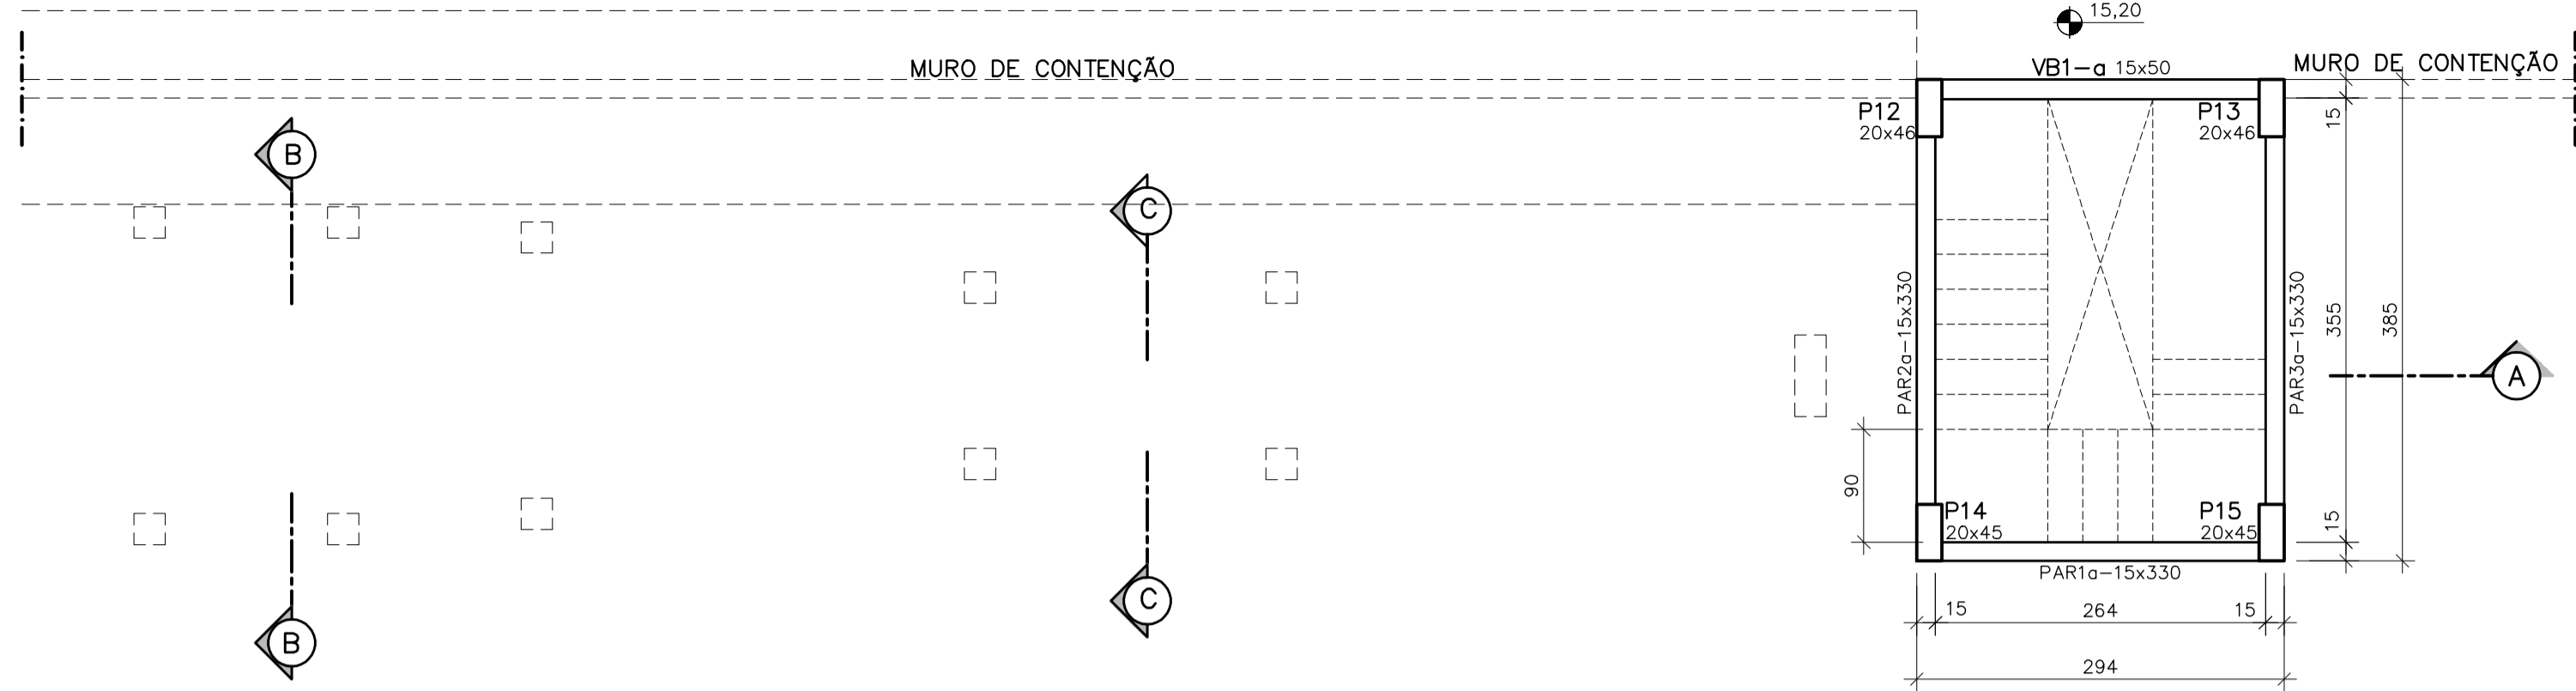 15,20
MURO DE CONTENÇÃO
VB1-a 15x50
MURO DE CONTENÇÃO
P12
20x46
P13
20x46
15
B
C
PAR2a-15x330
PAR3a-15x330
355
385
A
90
P14
20x45
P15
20x45
15
PAR1a-15x330
C
15
264
15
B
294